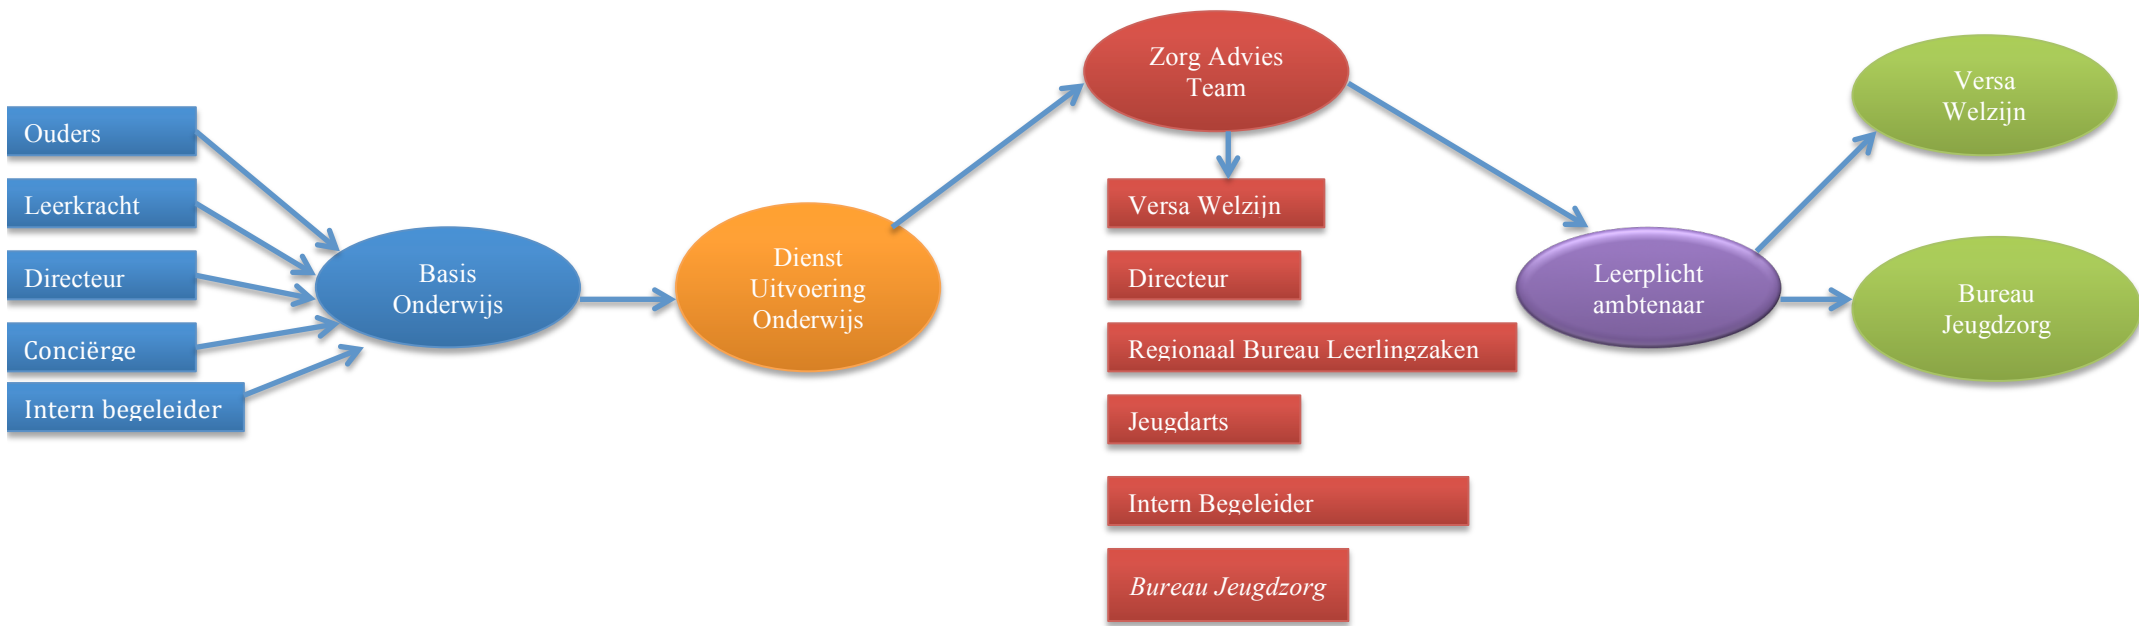 Ouders
Leerkracht
Directeur
Conciërge
Intern begeleider
Basis
Onderwijs
Dienst
Uitvoering
Onderwijs
Zorg Advies
Team
Versa Welzijn
Directeur
Regionaal Bureau Leerlingzaken
Jeugdarts
Intern Begeleider
Bureau Jeugdzorg
Leerplicht
ambtenaar
Versa
Welzijn
Bureau
Jeugdzorg